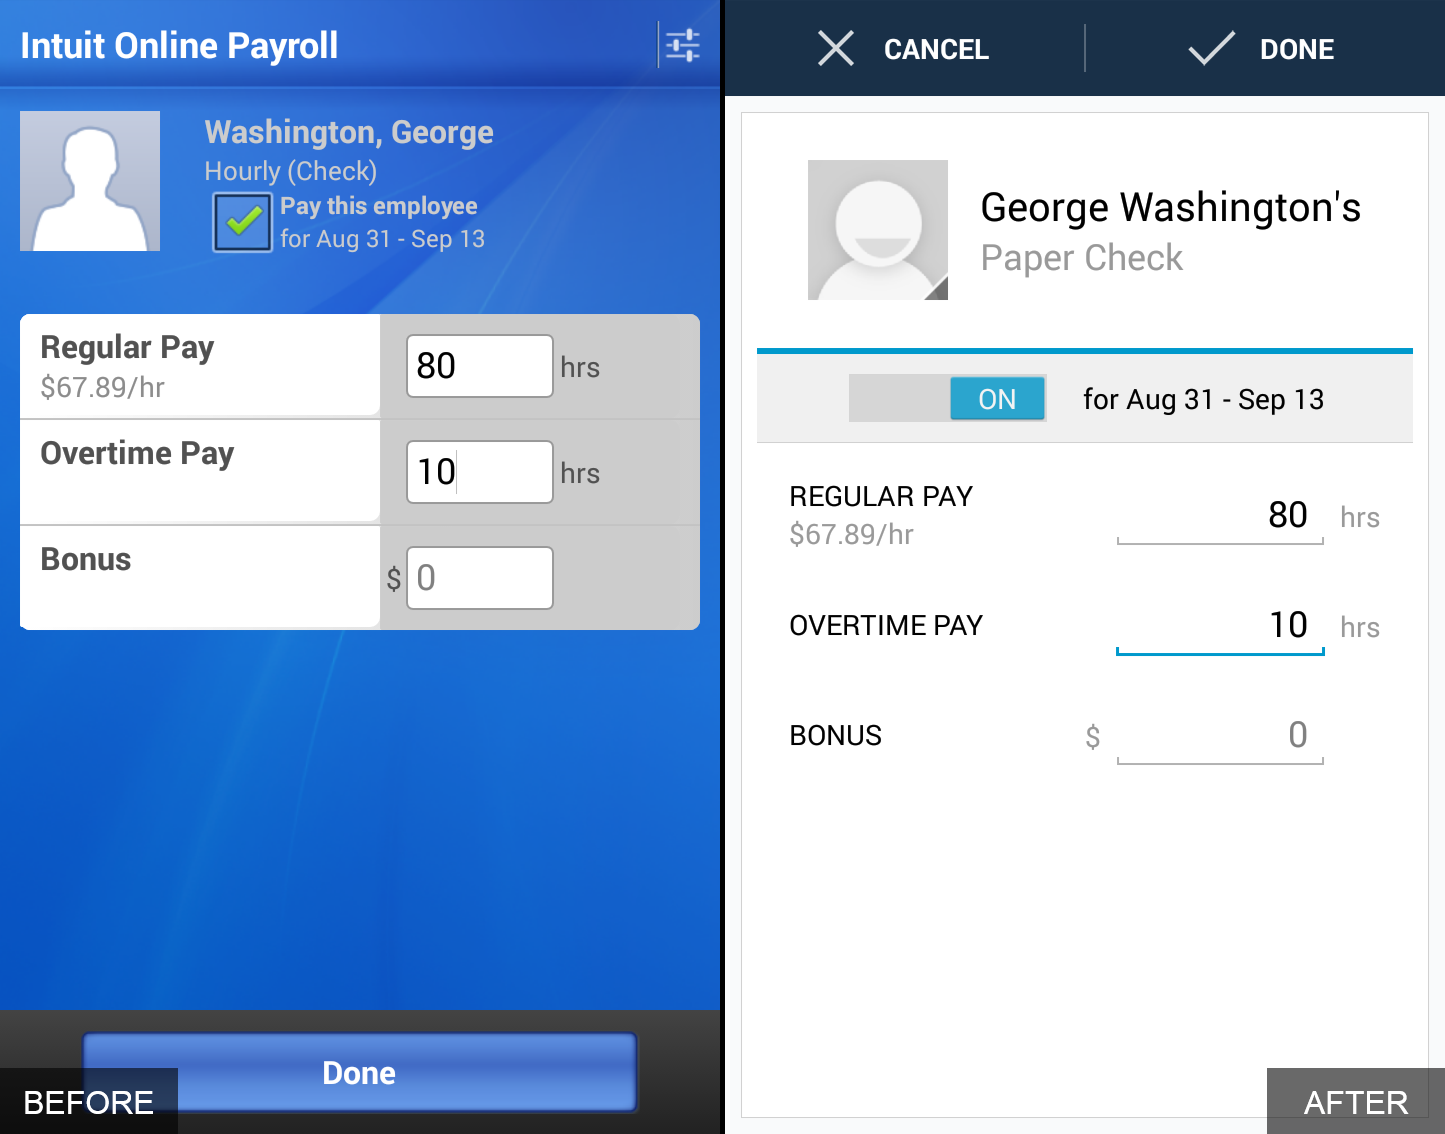 Intuit Online Payroll
Washington, George
Hourly (Check)
Pay this employee
for Aug 31 - Sep 13
Regular Pay
$67.89/hr
80 hrs
Overtime Pay
10 hrs
Bonus
$ 0
Done
BEFORE
CANCEL
DONE
George Washington's
Paper Check
ON
for Aug 31 - Sep 13
REGULAR PAY
$67.89/hr
80 hrs
OVERTIME PAY
10 hrs
BONUS
$ 0
AFTER